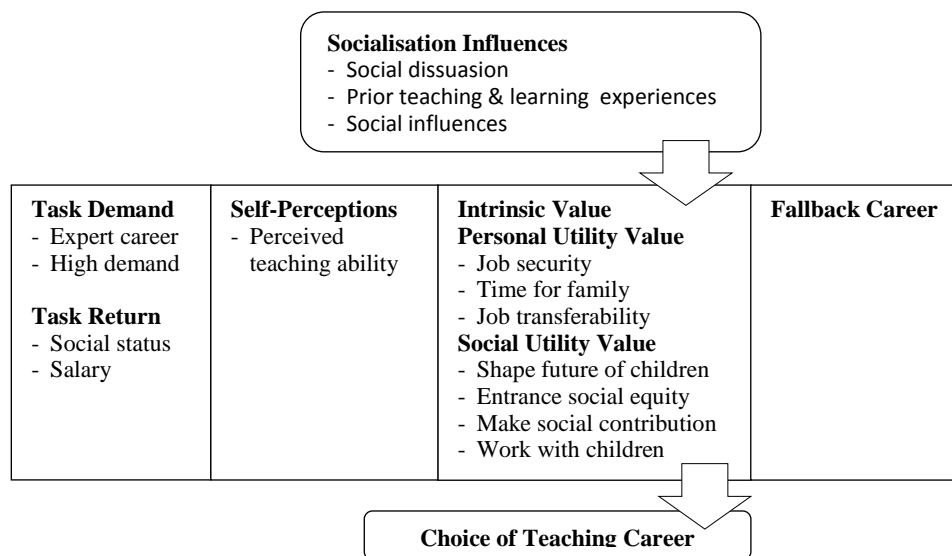 Socialisation Influences
- Social dissuasion
- Prior teaching & learning experiences
- Social influences
Task Demand
- Expert career
- High demand
Task Return
- Social status
- Salary
Self-Perceptions
- Perceived
teaching ability
Intrinsic Value
Personal Utility Value
- Job security
- Time for family
- Job transferability
Social Utility Value
- Shape future of children
- Entrance social equity
- Make social contribution
- Work with children
Fallback Career
Choice of Teaching Career